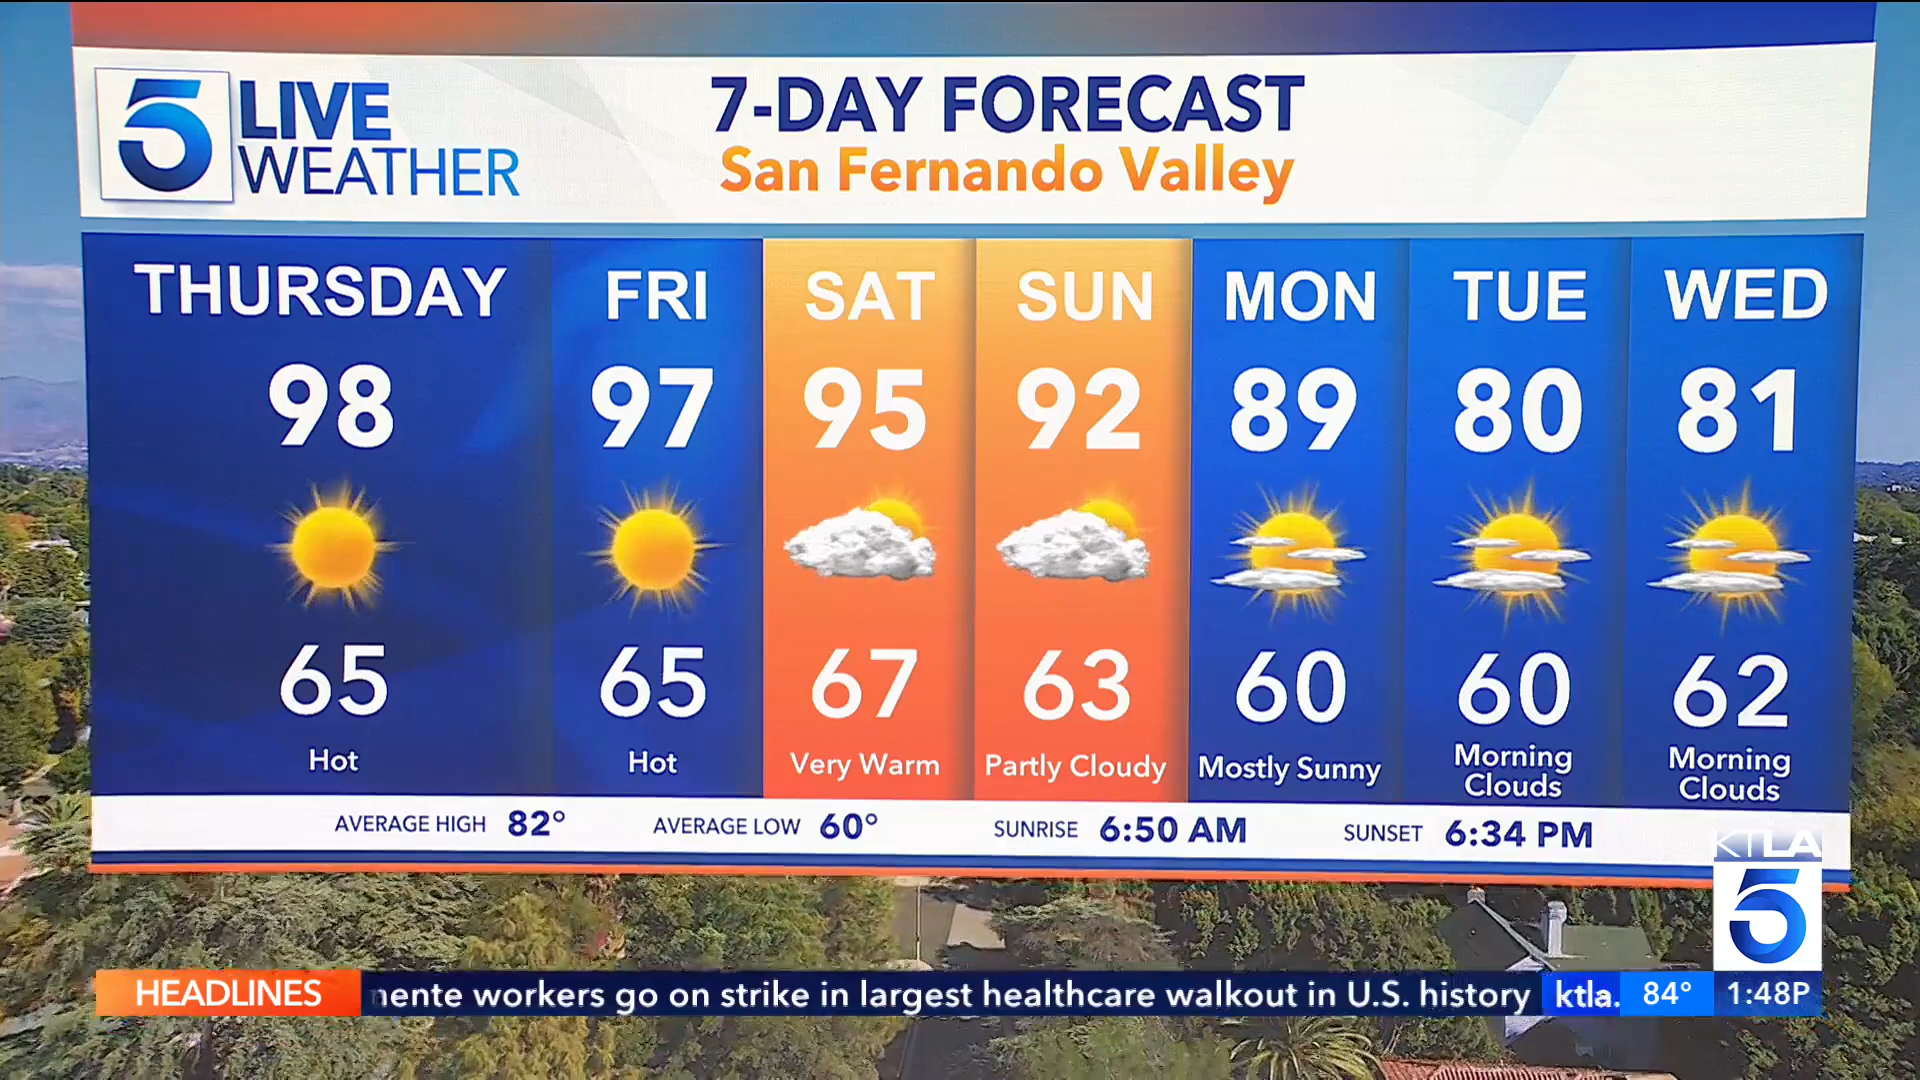 5 LIVE
WEATHER
7-DAY FORECAST
San Fernando Valley
THURSDAY
98
65
Hot
FRI
97
65
Hot
SAT
95
67
Very Warm
SUN
92
63
Partly Cloudy
MON
89
60
Mostly Sunny
TUE
80
60
Morning
Clouds
WED
81
62
Morning
Clouds
AVERAGE HIGH 82° AVERAGE LOW 60° SUNRISE 6:50 AM SUNSET 6:34 PM
KTLA
5
HEADLINES nente workers go on strike in largest healthcare walkout in U.S. history ktla. 84° 1:48P